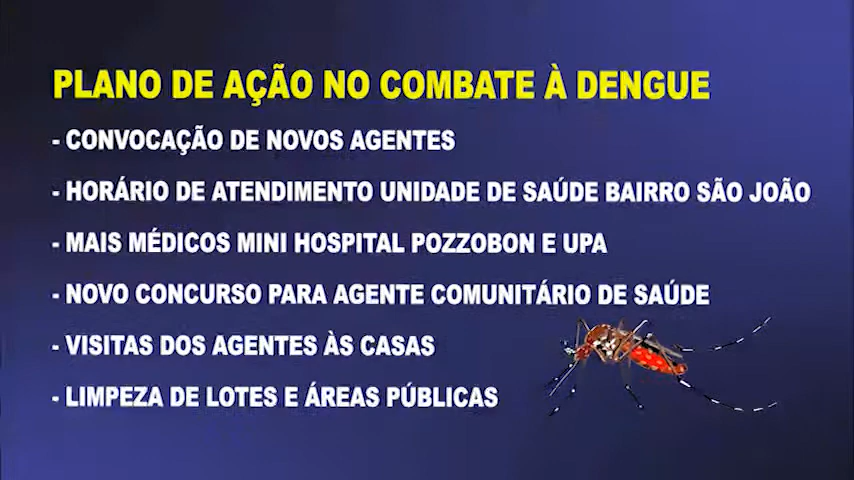 PLANO DE AÇÃO NO COMBATE À DENGUE
- CONVOCAÇÃO DE NOVOS AGENTES
- HORÁRIO DE ATENDIMENTO UNIDADE DE SAÚDE BAIRRO SÃO JOÃO
- MAIS MÉDICOS MINI HOSPITAL POZZOBON E UPA
- NOVO CONCURSO PARA AGENTE COMUNITÁRIO DE SAÚDE
- VISITAS DOS AGENTES ÀS CASAS
- LIMPEZA DE LOTES E ÁREAS PÚBLICAS